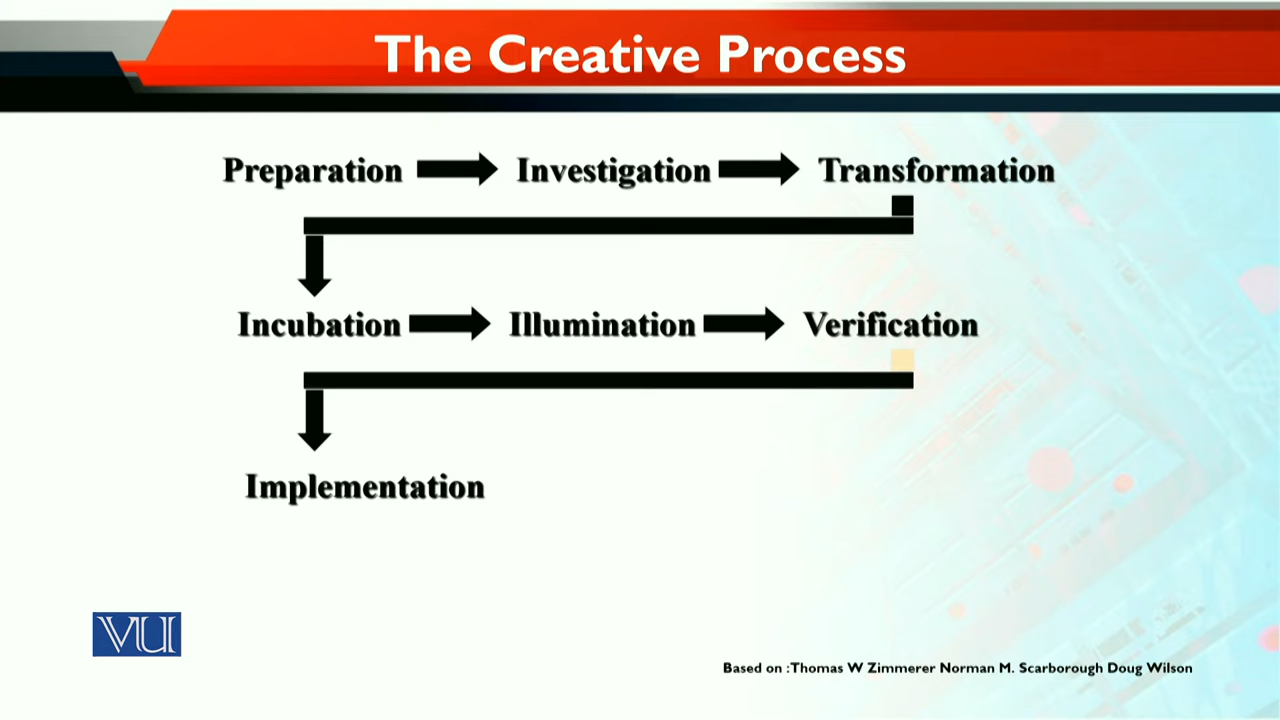 The Creative Process
Preparation Investigation Transformation
Incubation Illumination Verification
Implementation
VU
Based on :Thomas W Zimmerer Norman M. Scarborough Doug Wilson